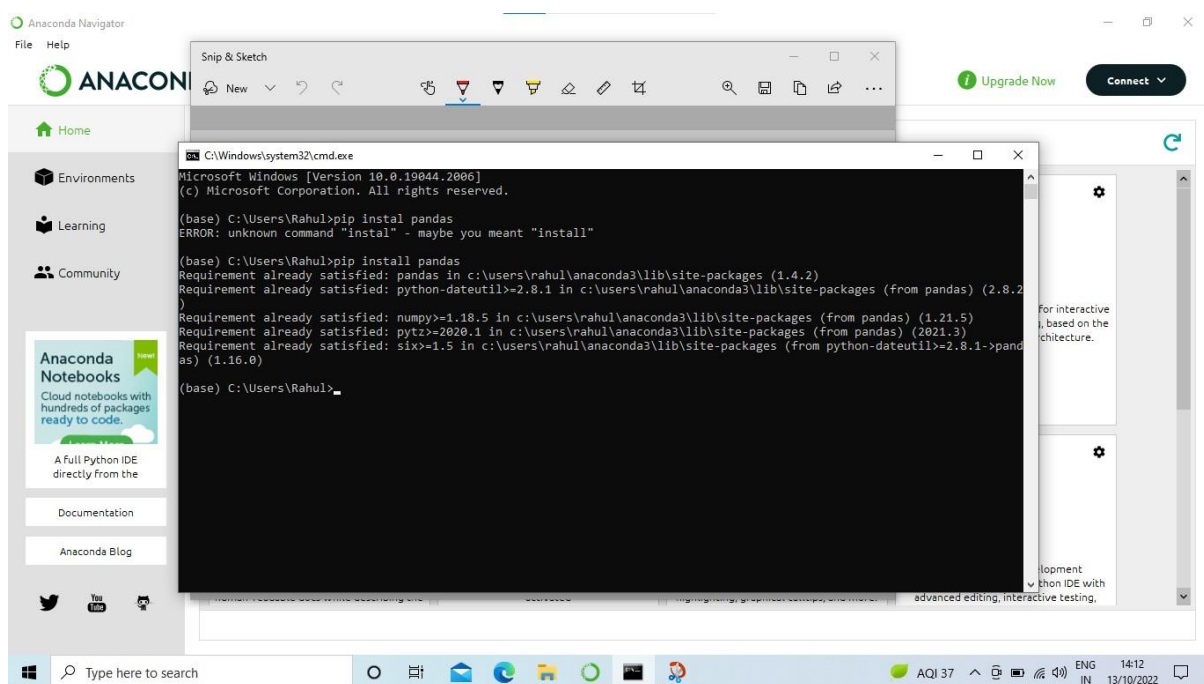 Anaconda Navigator
File Help
ANACON
Upgrade Now
Connect
Home
Environments
Learning
Community
Anaconda Notebooks
New!
Cloud notebooks with
hundreds of packages
ready to code.
A full Python IDE
directly from the
Documentation
Anaconda Blog
You
Tube
Snip & Sketch
New
C:\Windows\system32\cmd.exe
Microsoft Windows [Version 10.0.19044.2006]
(c) Microsoft Corporation. All rights reserved.
(base) C:\Users\Rahul>pip instal pandas
ERROR: unknown command "instal" - maybe you meant "install"
(base) C:\Users\Rahul>pip install pandas
Requirement already satisfied: pandas in c:\users\rahul\anaconda3\lib\site-packages (1.4.2)
Requirement already satisfied: python-dateutil>=2.8.1 in c:\users\rahul\anaconda3\lib\site-packages (from pandas) (2.8.2
)
Requirement already satisfied: numpy>=1.18.5 in c:\users\rahul\anaconda3\lib\site-packages (from pandas) (1.21.5)
Requirement already satisfied: pytz>=2020.1 in c:\users\rahul\anaconda3\lib\site-packages (from pandas) (2021.3)
Requirement already satisfied: six>=1.5 in c:\users\rahul\anaconda3\lib\site-packages (from python-dateutil>=2.8.1->pand
as) (1.16.0)
(base) C:\Users\Rahul>
for interactive
, based on the
rchitecture.
lopment
thon IDE with
advanced editing, interactive testing,
Type here to search
AQI 37
ENG
IN
14:12
13/10/2022